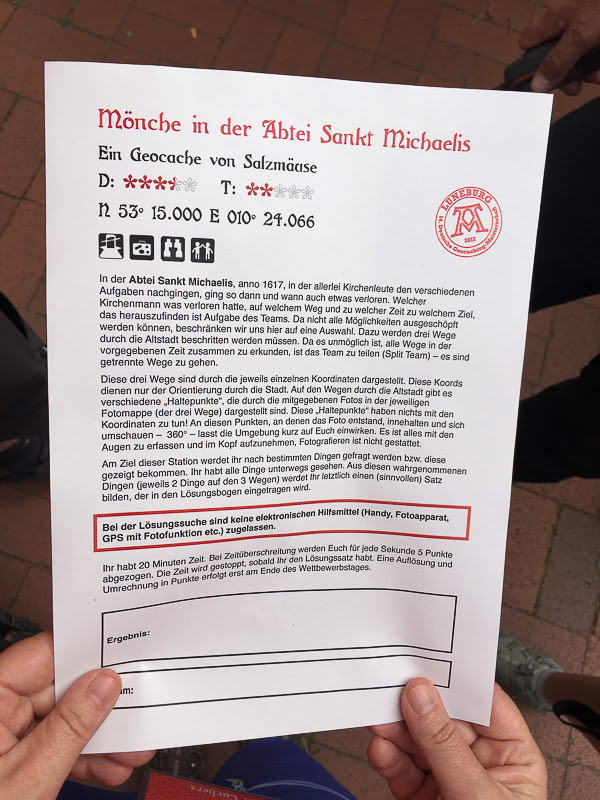 Mönche in der Abtei Sankt Michaelis
Ein Geocache von Salzmäuse
D: T:
N 53° 15.000 E 010° 24.066
LÜNEBURG
14. Deutsche Geocaching-Meisterschaft
2017
In der Abtei Sankt Michaelis, anno 1617, in der allerlei Kirchenleute den verschiedenen
Aufgaben nachgingen, ging so dann und wann auch etwas verloren. Welcher
Kirchenmann was verloren hatte, auf welchem Weg und zu welcher Zeit zu welchem Ziel,
das herauszufinden ist Aufgabe des Teams. Da nicht alle Möglichkeiten ausgeschöpft
werden können, beschränken wir uns hier auf eine Auswahl. Dazu werden drei Wege
durch die Altstadt beschritten werden müssen. Da es unmöglich ist, alle Wege in der
vorgegebenen Zeit zusammen zu erkunden, ist das Team zu teilen (Split Team) – es sind
getrennte Wege zu gehen.
Diese drei Wege sind durch die jeweils einzelnen Koordinaten dargestellt. Diese Koords
dienen nur der Orientierung durch die Stadt. Auf den Wegen durch die Altstadt gibt es
verschiedene „Haltepunkte", die durch die mitgegebenen Fotos in der jeweiligen
Fotomappe (der drei Wege) dargestellt sind. Diese „Haltepunkte" haben nichts mit den
Koordinaten zu tun! An diesen Punkten, an denen das Foto entstand, innehalten und sich
umschauen – 360° – lasst die Umgebung kurz auf Euch einwirken. Es ist alles mit den
Augen zu erfassen und im Kopf aufzunehmen, Fotografieren ist nicht gestattet.
Am Ziel dieser Station werdet ihr nach bestimmten Dingen gefragt werden bzw. diese
gezeigt bekommen. Ihr habt alle Dinge unterwegs gesehen. Aus diesen wahrgenommenen
Dingen (jeweils 2 Dinge auf den 3 Wegen) werdet Ihr letztlich einen (sinnvollen) Satz
bilden, der in den Lösungsbogen eingetragen wird.
Bei der Lösungssuche sind keine elektronischen Hilfsmittel (Handy, Fotoapparat,
GPS mit Fotofunktion etc.) zugelassen.
Ihr habt 20 Minuten Zeit. Bei Zeitüberschreitung werden Euch für jede Sekunde 5 Punkte
abgezogen. Die Zeit wird gestoppt, sobald Ihr den Lösungssatz habt. Eine Auflösung und
Umrechnung in Punkte erfolgt erst am Ende des Wettbewerbstages.
Ergebnis: